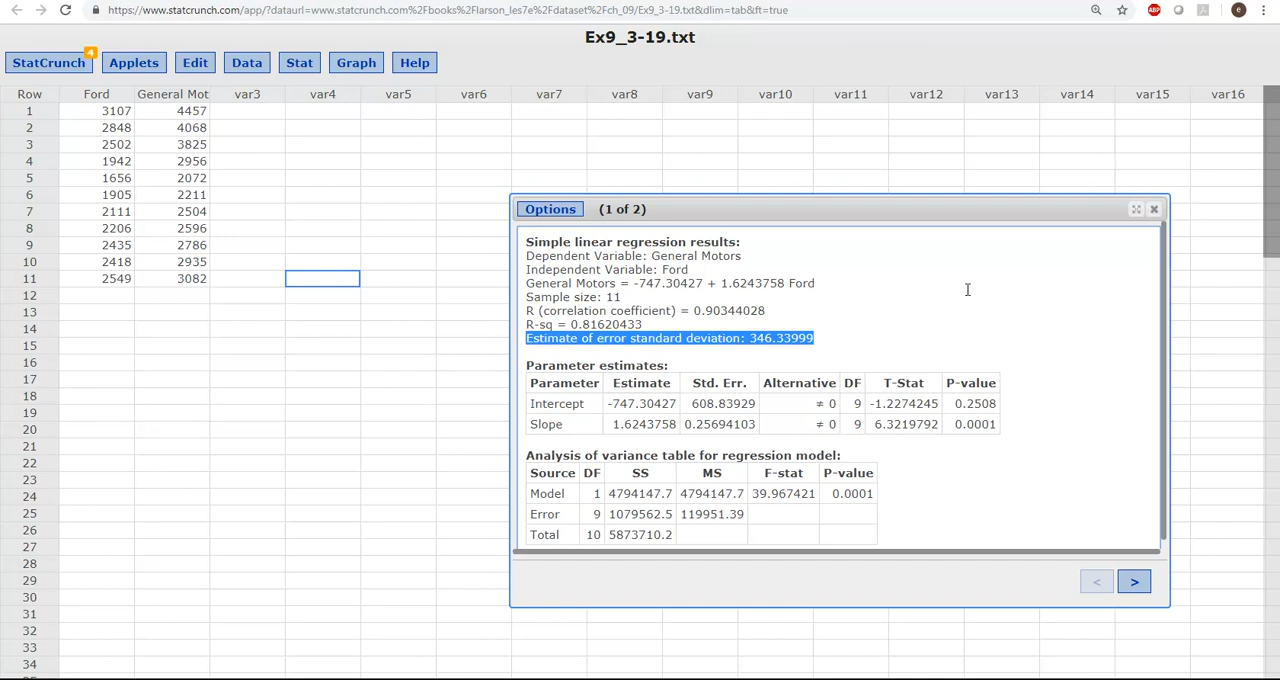 https://www.statcrunch.com/app/?dataurl=www.statcrunch.com%2Fbooks%2Flarson_les7e%2Fdataset%2Fch_09/Ex9_3-19.txt&dlim=tab&ft=true ABP e
Ex9_3-19.txt
StatCrunch 4 Applets Edit Data Stat Graph Help
Row Ford General Mot var3 var4 var5 var6 var7 var8 var9 var10 var11 var12 var13 var14 var15 var16
1 3107 4457
2 2848 4068
3 2502 3825
4 1942 2956
5 1656 2072
6 1905 2211
7 2111 2504
8 2206 2596
9 2435 2786
10 2418 2935
11 2549 3082
12
13
14
15
16
17
18
19
20
21
22
23
24
25
26
27
28
29
30
31
32
33
34
Options (1 of 2)
Simple linear regression results:
Dependent Variable: General Motors
Independent Variable: Ford
General Motors = -747.30427 + 1.6243758 Ford
Sample size: 11
R (correlation coefficient) = 0.90344028
R-sq = 0.81620433
Estimate of error standard deviation: 346.33999
Parameter estimates:
Parameter Estimate Std. Err. Alternative DF T-Stat P-value
Intercept -747.30427 608.83929 ≠ 0 9 -1.2274245 0.2508
Slope 1.6243758 0.25694103 ≠ 0 9 6.3219792 0.0001
Analysis of variance table for regression model:
Source DF SS MS F-stat P-value
Model 1 4794147.7 4794147.7 39.967421 0.0001
Error 9 1079562.5 119951.39
Total 10 5873710.2
< >